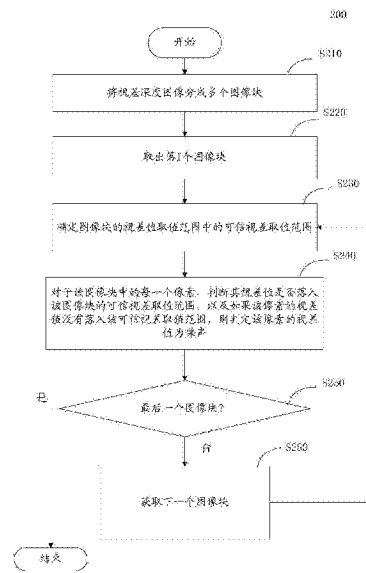 200
开始
S210
将视差深度图像分成多个图像块
S220
取出第1个图像块
S230
确定图像块的视差值取值范围中的可信视差取值范围
S240
对于该图像块中的每一个像素，判断其视差值是否落入
该图像块的可信视差取值范围，以及如果该像素的视差
值没有落入该可信视差取值范围，则判定该像素的视差
值为噪声
S250
是
最后一个图像块?
否
S260
获取下一个图像块
结束